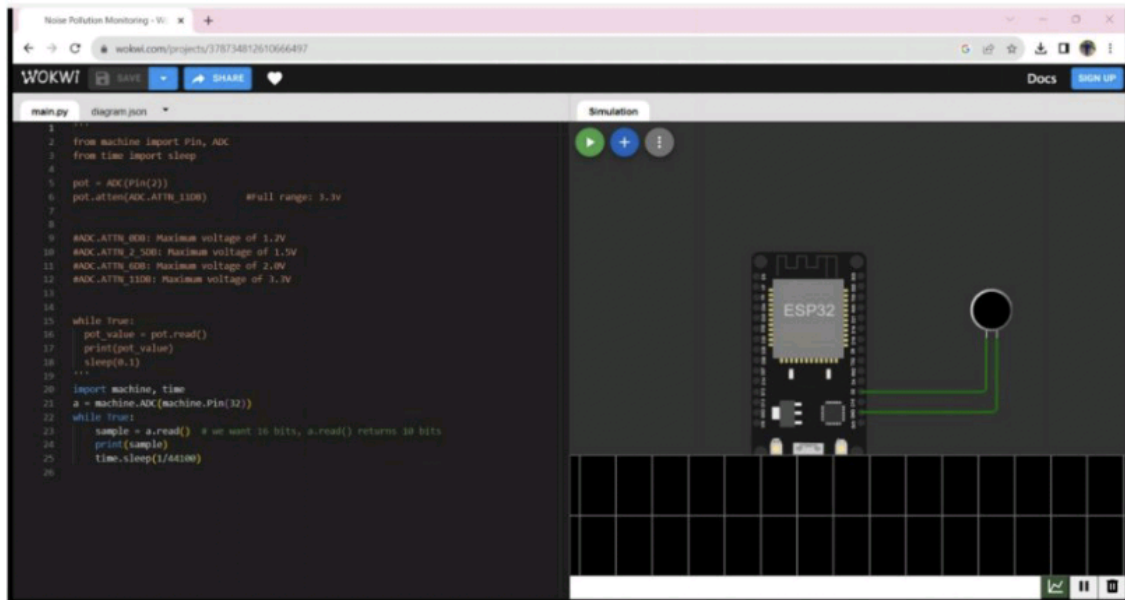 Noise Pollution Monitoring - W
wokwi.com/projects/378734812610666497
WOKWI
SAVE
SHARE
Docs
SIGN UP
main.py
diagram.json
Simulation
1 '''
2 from machine import Pin, ADC
3 from time import sleep
4
5 pot = ADC(Pin(2))
6 pot.atten(ADC.ATTN_11DB) #Full range: 3.3v
7
8
9 #ADC.ATTN_0DB: Maximum voltage of 1.2V
10 #ADC.ATTN_2_5DB: Maximum voltage of 1.5V
11 #ADC.ATTN_6DB: Maximum voltage of 2.0V
12 #ADC.ATTN_11DB: Maximum voltage of 3.3V
13
14
15 while True:
16 pot_value = pot.read()
17 print(pot_value)
18 sleep(0.1)
19 '''
20 import machine, time
21 a = machine.ADC(machine.Pin(32))
22 while True:
23 sample = a.read() # we want 16 bits, a.read() returns 10 bits
24 print(sample)
25 time.sleep(1/44100)
26
ESP32